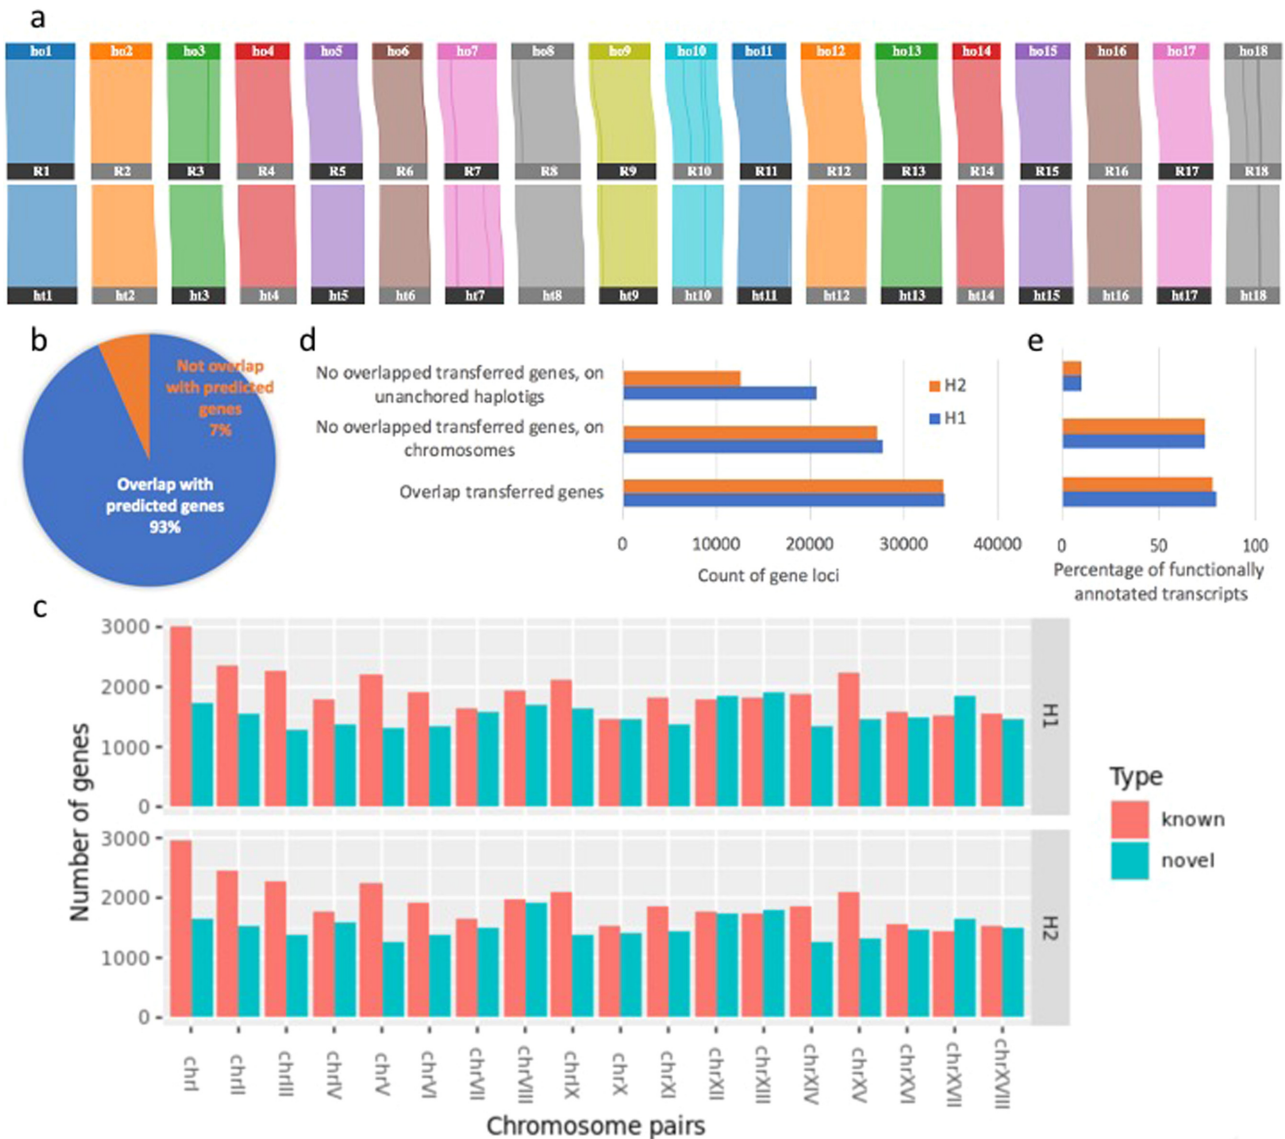 a
ho1 ho2 ho3 ho4 ho5 ho6 ho7 ho8 ho9 ho10 ho11 ho12 ho13 ho14 ho15 ho16 ho17 ho18
R1 R2 R3 R4 R5 R6 R7 R8 R9 R10 R11 R12 R13 R14 R15 R16 R17 R18
ht1 ht2 ht3 ht4 ht5 ht6 ht7 ht8 ht9 ht10 ht11 ht12 ht13 ht14 ht15 ht16 ht17 ht18
b
Not overlap
with predicted
genes
7%
Overlap with
predicted genes
93%
d
No overlapped transferred genes, on
unanchored haplotigs
No overlapped transferred genes, on
chromosomes
Overlap transferred genes
H2
H1
0 10000 20000 30000 40000
Count of gene loci
e
0 50 100
Percentage of functionally
annotated transcripts
c
Number of genes
3000
2000
1000
0
H1
3000
2000
1000
0
H2
chrI chrII chrIII chrIV chrV chrVI chrVII chrVIII chrIX chrX chrXI chrXII chrXIII chrXIV chrXV chrXVI chrXVII chrXVIII
Chromosome pairs
Type
known
novel